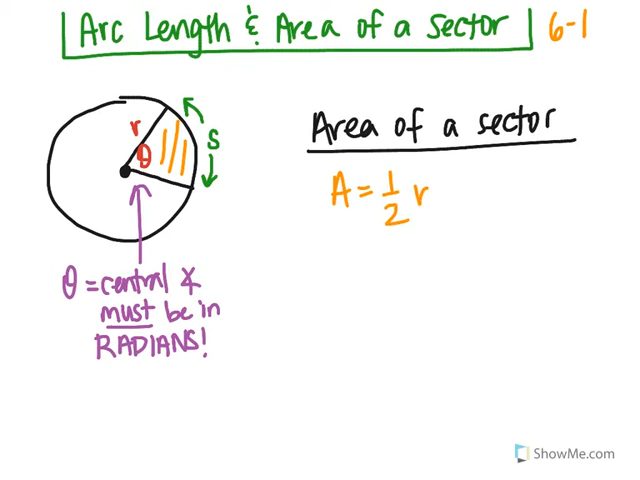 Arc Length & Area of a sector 6-1
r
θ
S
Area of a sector
A = 1/2 r
θ = central ∡
must be in
RADIANS!
ShowMe.com